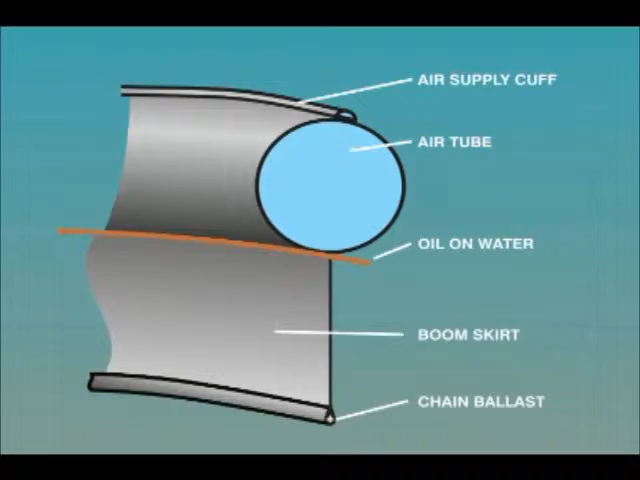 AIR SUPPLY CUFF
AIR TUBE
OIL ON WATER
BOOM SKIRT
CHAIN BALLAST